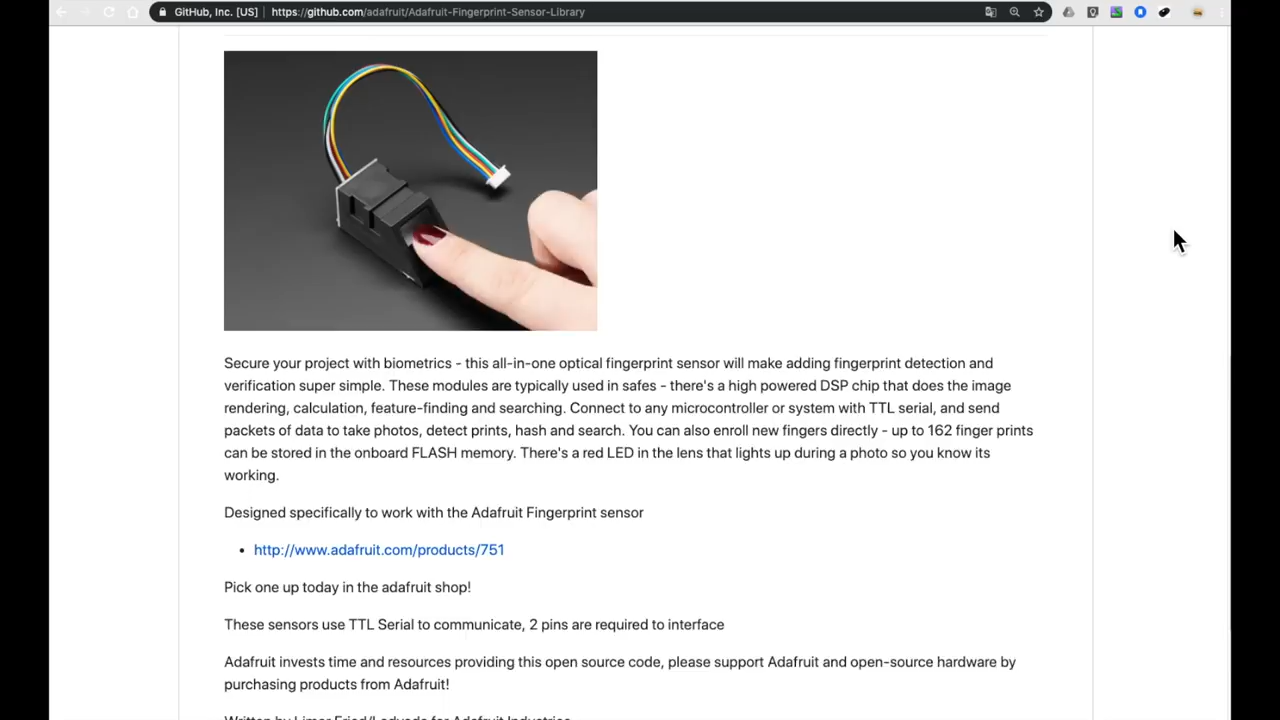 GitHub, Inc. [US] | https://github.com/adafruit/Adafruit-Fingerprint-Sensor-Library
Secure your project with biometrics - this all-in-one optical fingerprint sensor will make adding fingerprint detection and
verification super simple. These modules are typically used in safes - there's a high powered DSP chip that does the image
rendering, calculation, feature-finding and searching. Connect to any microcontroller or system with TTL serial, and send
packets of data to take photos, detect prints, hash and search. You can also enroll new fingers directly - up to 162 finger prints
can be stored in the onboard FLASH memory. There's a red LED in the lens that lights up during a photo so you know its
working.
Designed specifically to work with the Adafruit Fingerprint sensor
• http://www.adafruit.com/products/751
Pick one up today in the adafruit shop!
These sensors use TTL Serial to communicate, 2 pins are required to interface
Adafruit invests time and resources providing this open source code, please support Adafruit and open-source hardware by
purchasing products from Adafruit!
Written by Limor Fried/Ladyada for Adafruit Industries